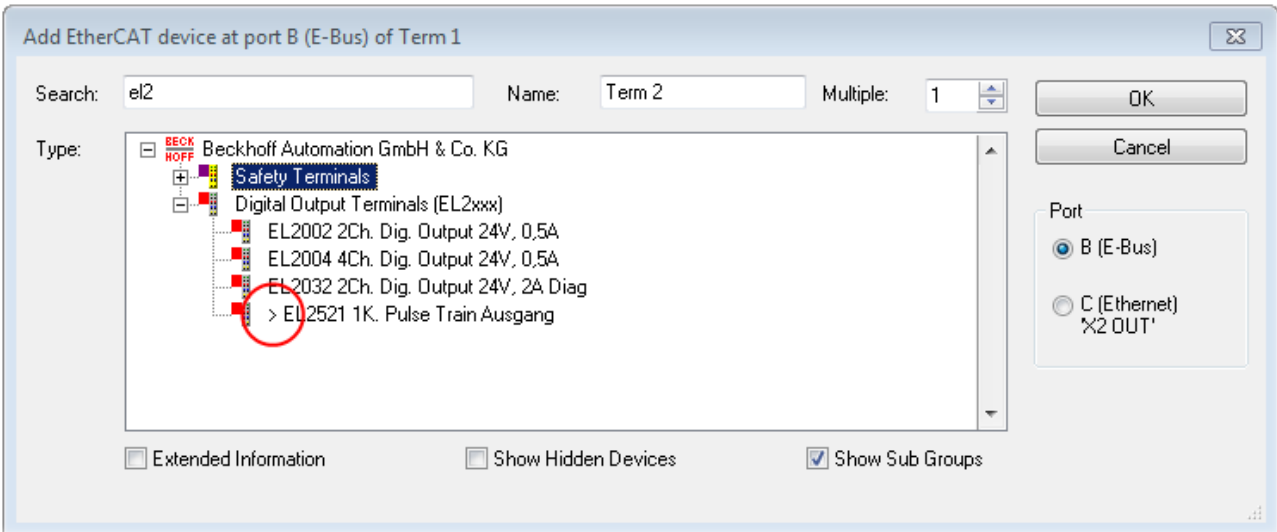 Add EtherCAT device at port B (E-Bus) of Term 1
Search: el2 Name: Term 2 Multiple: 1 OK
Cancel
Type: BECK HOFF Beckhoff Automation GmbH & Co. KG
Safety Terminals
Digital Output Terminals (EL2xxx)
EL2002 2Ch. Dig. Output 24V, 0,5A
EL2004 4Ch. Dig. Output 24V, 0,5A
EL2032 2Ch. Dig. Output 24V, 2A Diag
> EL2521 1K. Pulse Train Ausgang
Port
B (E-Bus)
C (Ethernet)
'X2 OUT'
Extended Information Show Hidden Devices Show Sub Groups